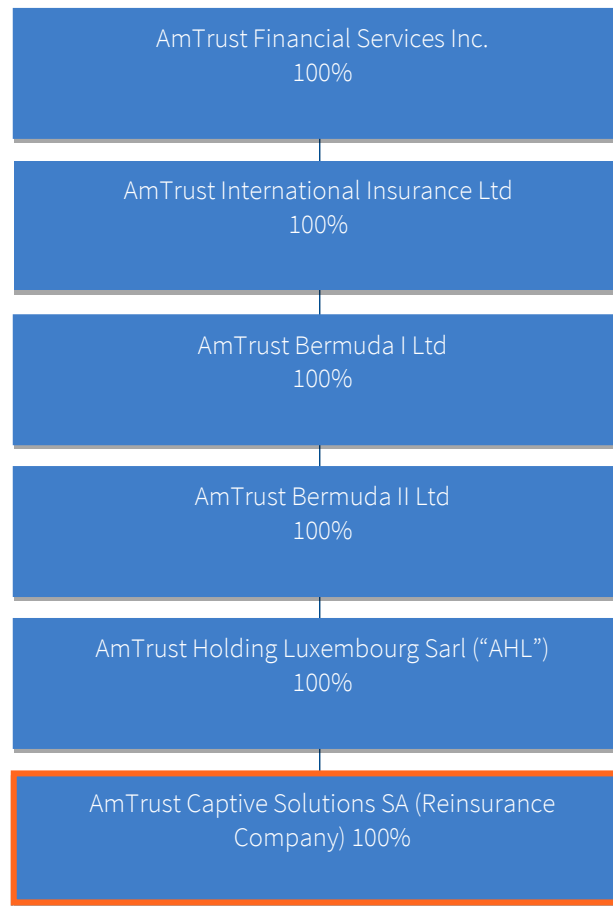 AmTrust Financial Services Inc.
100%
AmTrust International Insurance Ltd
100%
AmTrust Bermuda I Ltd
100%
AmTrust Bermuda II Ltd
100%
AmTrust Holding Luxembourg Sarl (“AHL”)
100%
AmTrust Captive Solutions SA (Reinsurance
Company) 100%